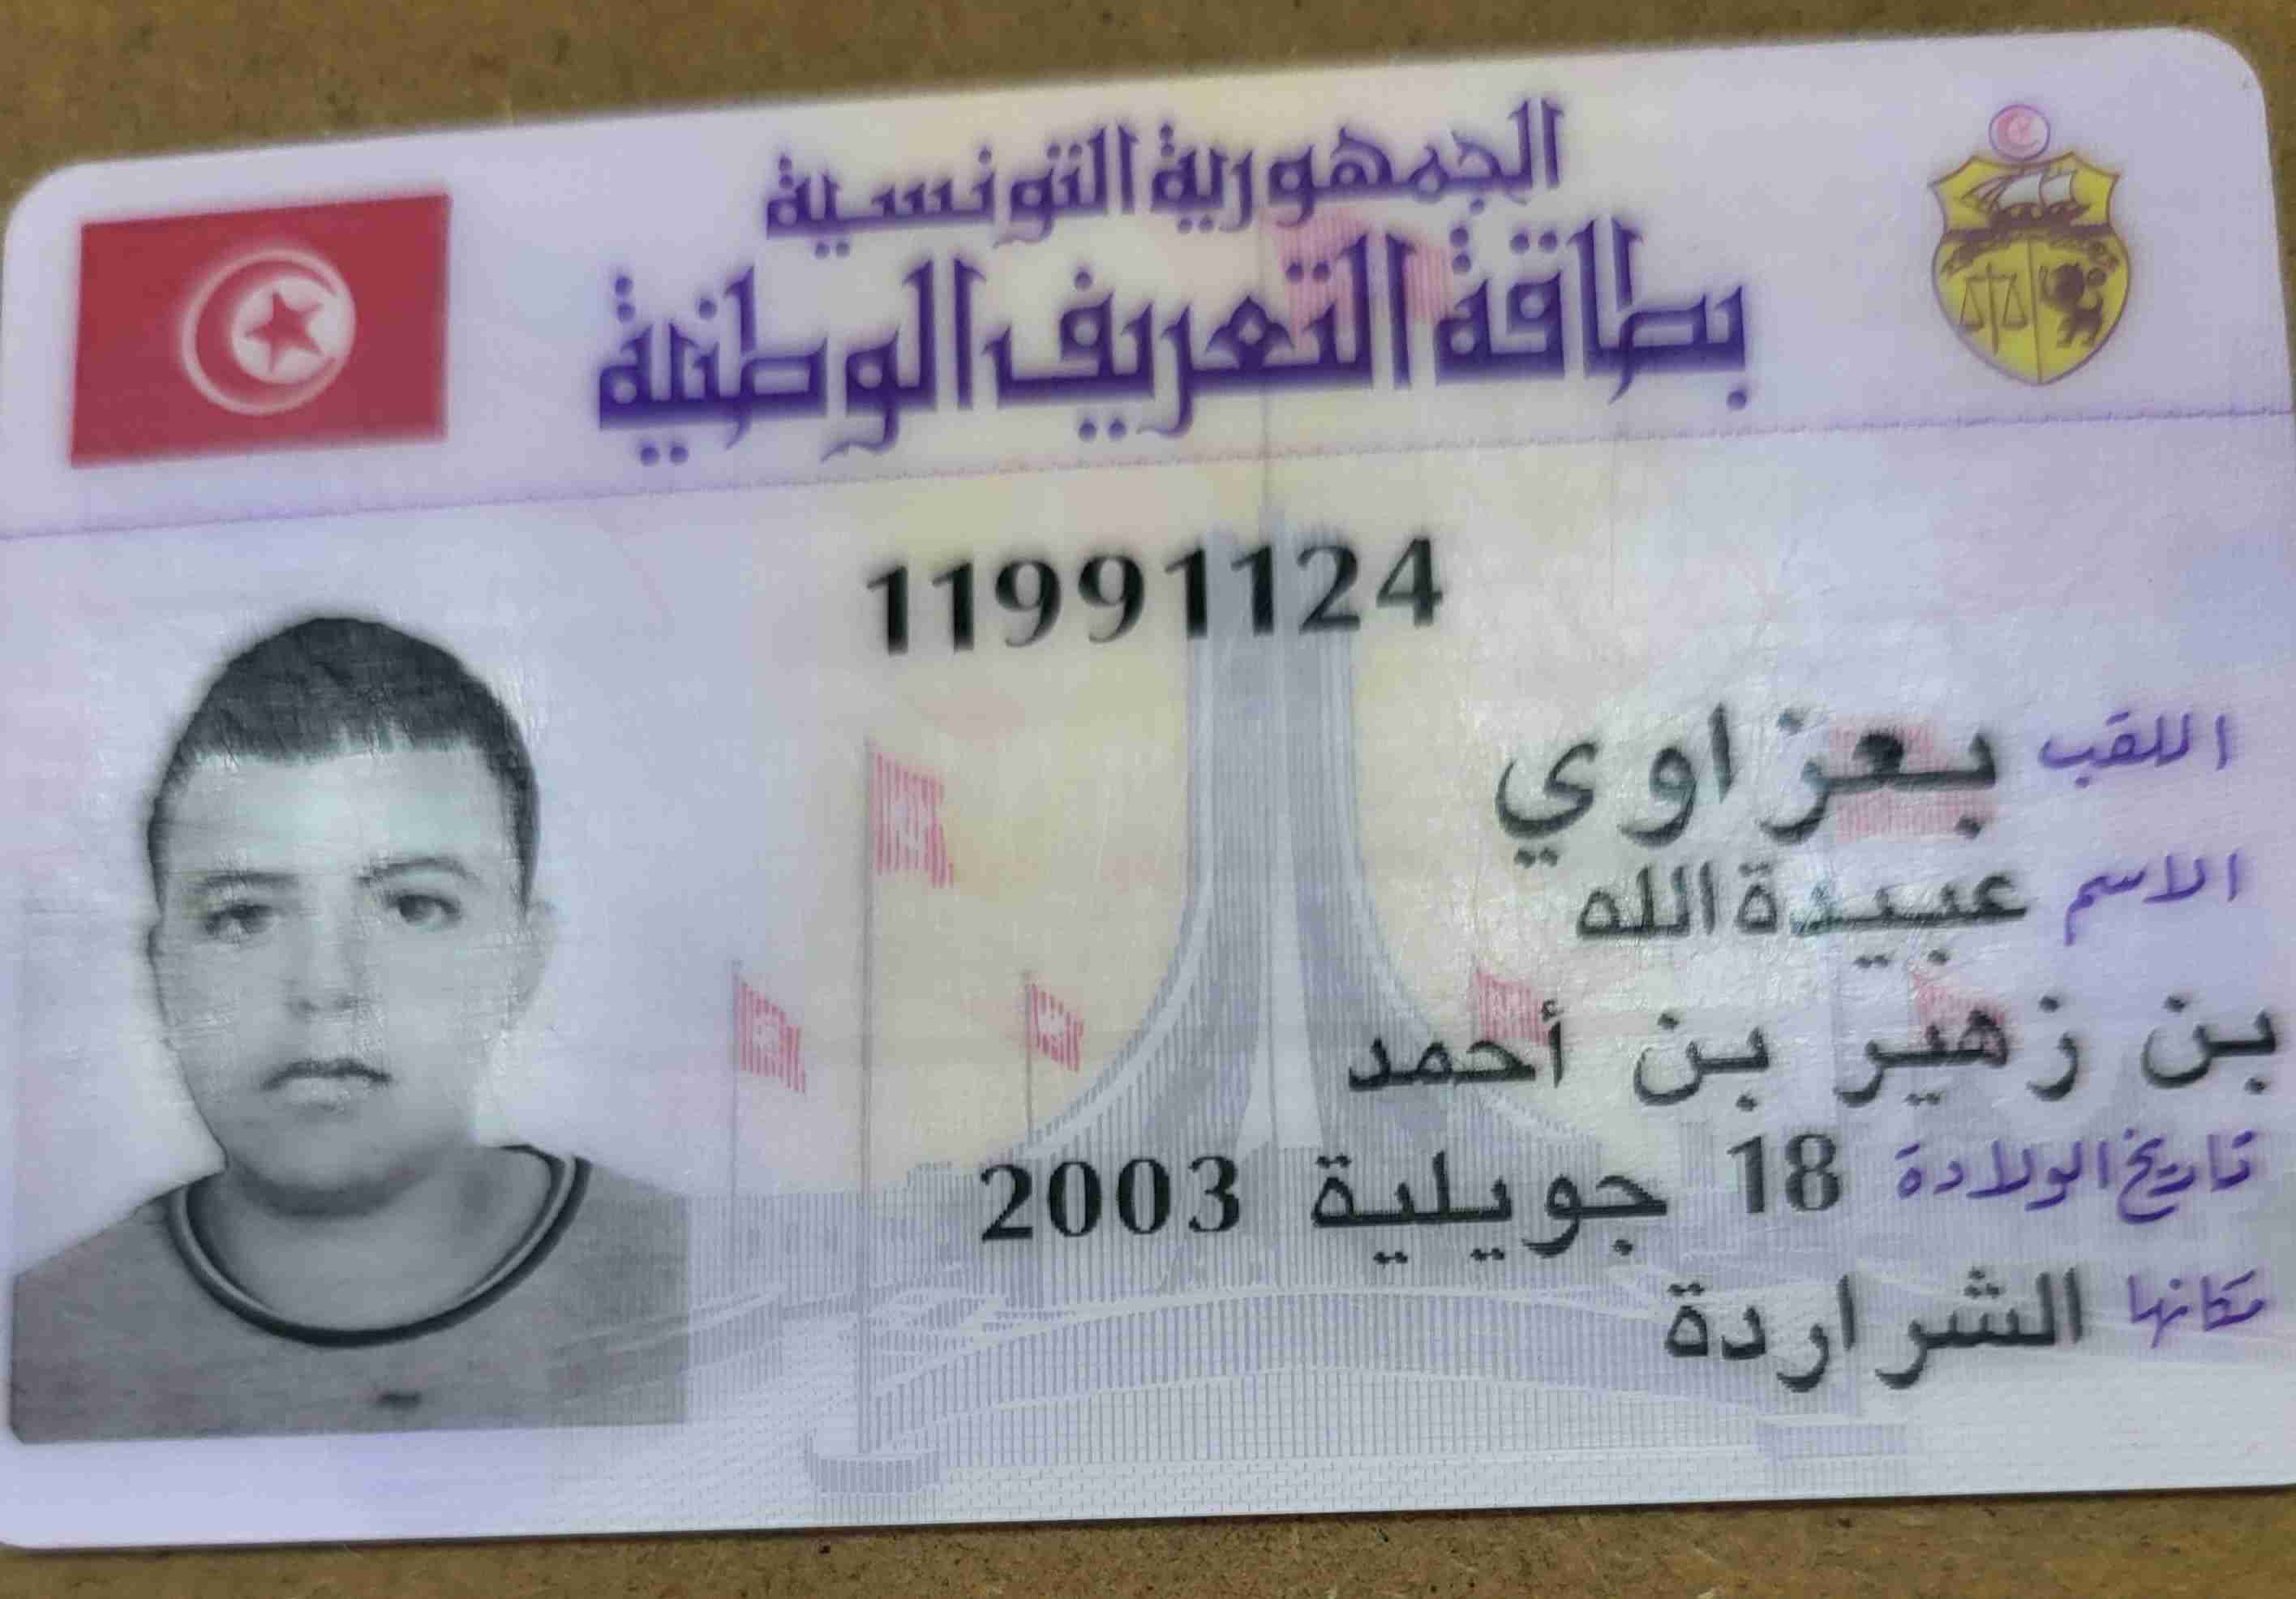 الجمهورية التونسية
بطاقة التعريف الوطنية
11991124
اللقب بعزاوي
الاسم عبيدة الله
بن زهير بن أحمد
تاريخ الولادة 18 جويلية 2003
مكانها الشراردة